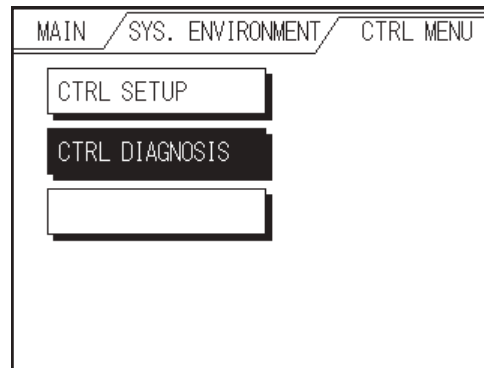 MAIN SYS. ENVIRONMENT CTRL MENU
CTRL SETUP
CTRL DIAGNOSIS